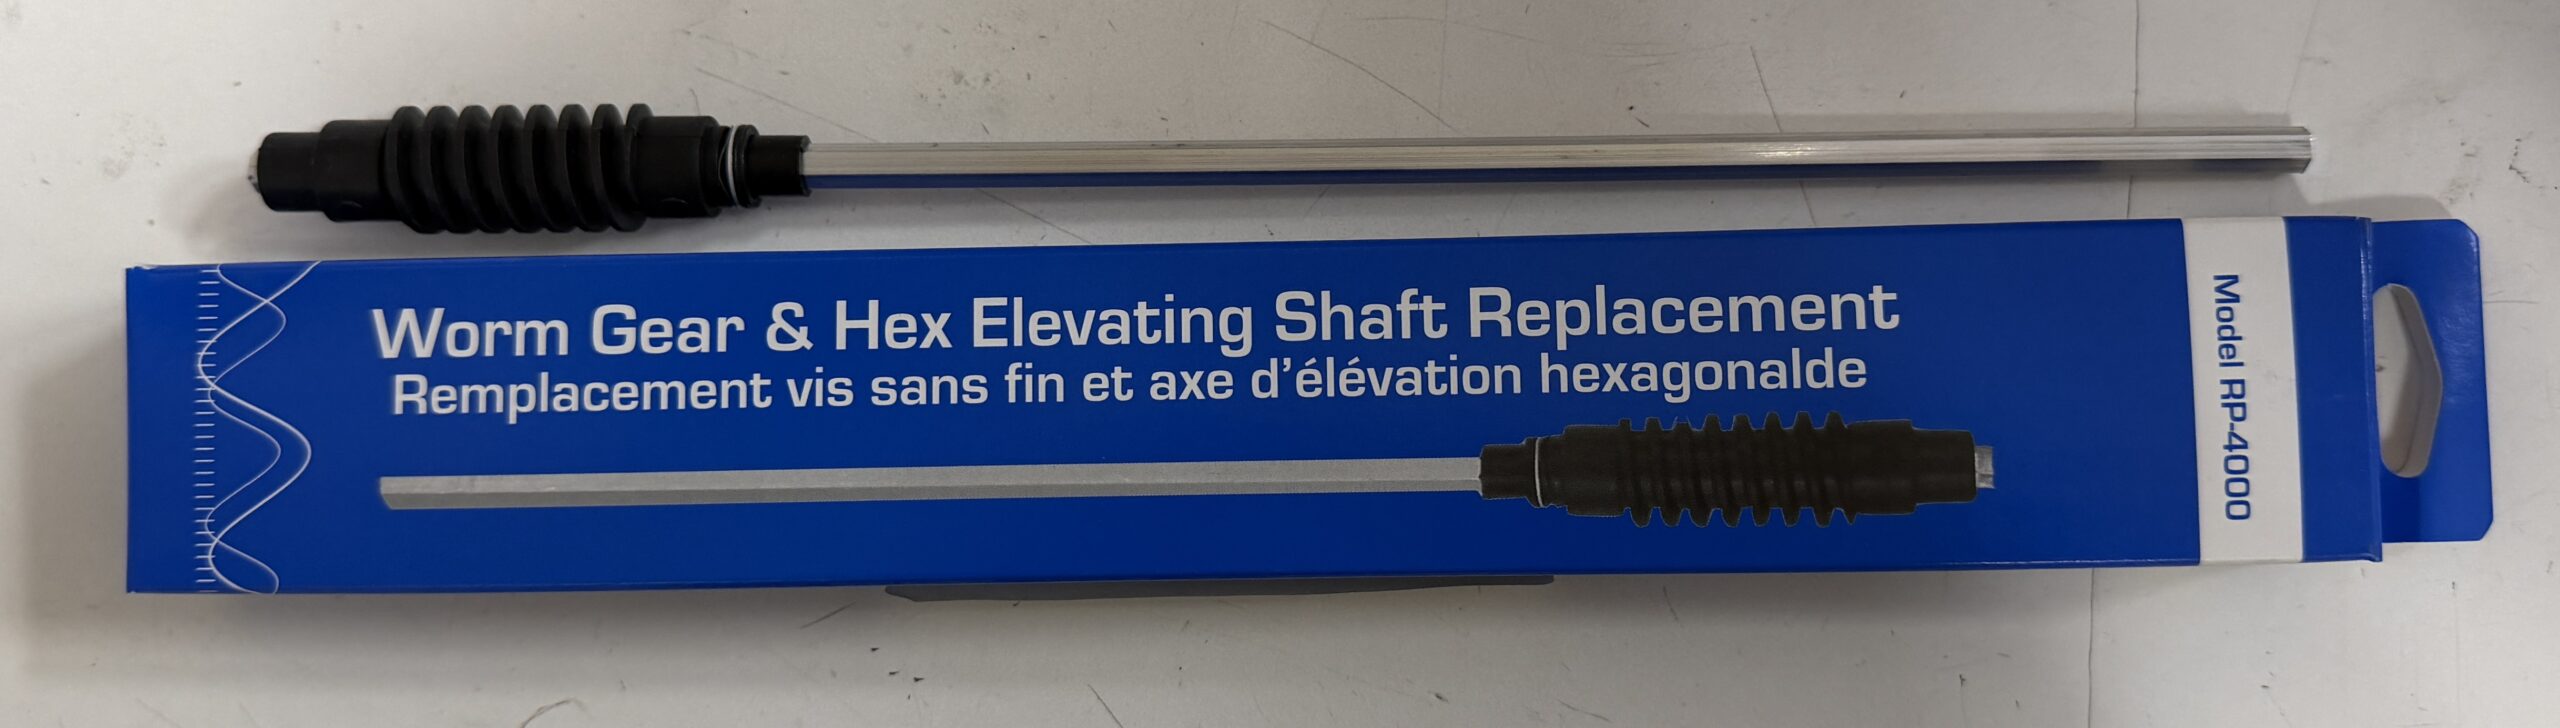 Worm Gear & Hex Elevating Shaft Replacement
Remplacement vis sans fin et axe d'élévation hexagonalde
Model RP-4000